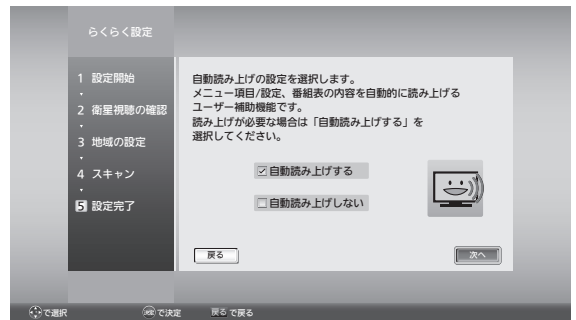 らくらく設定
1 設定開始
2 衛星視聴の確認
3 地域の設定
4 スキャン
5 設定完了
自動読み上げの設定を選択します。
メニュー項目/設定、番組表の内容を自動的に読み上げる
ユーザー補助機能です。
読み上げが必要な場合は「自動読み上げする」を
選択してください。
自動読み上げする
自動読み上げしない
戻る
次へ
で選択 決定 で決定 戻る で戻る